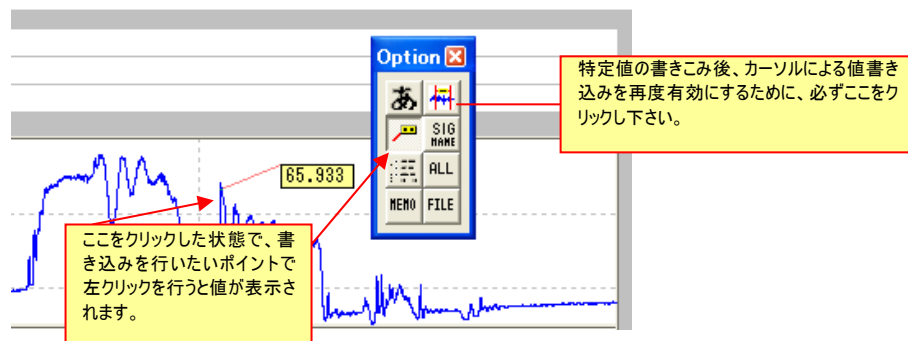 Option
特定値の書きこみ後、カーソルによる値書き
込みを再度有効にするために、必ずここをク
リックし下さい。
あ
SIG
NAME
65.933
ALL
MEMO FILE
ここをクリックした状態で、書
き込みを行いたいポイントで
左クリックを行うと値が表示さ
れます。